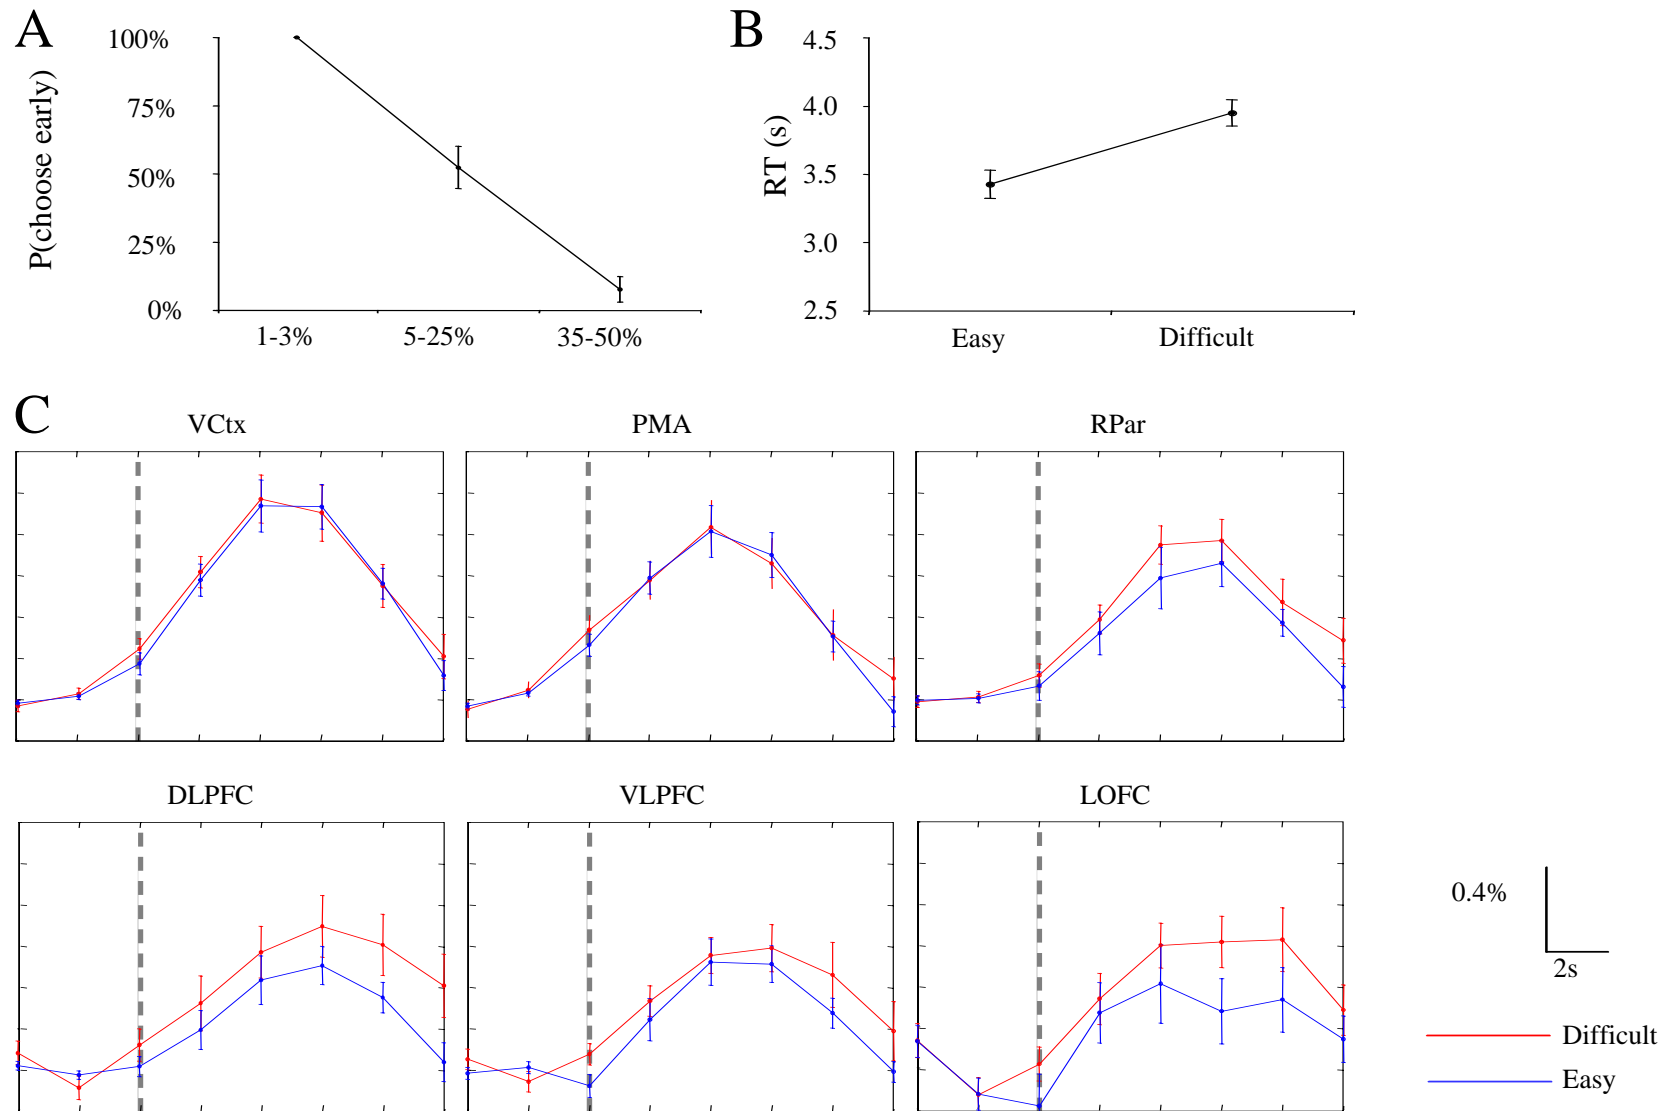 A
100%
75%
50%
25%
0%
P(choose early)
1-3% 5-25% 35-50%
B
4.5
4.0
3.5
3.0
2.5
RT (s)
Easy Difficult
C
VCtx PMA RPar
DLPFC VLPFC LOFC
0.4%
2s
Difficult
Easy